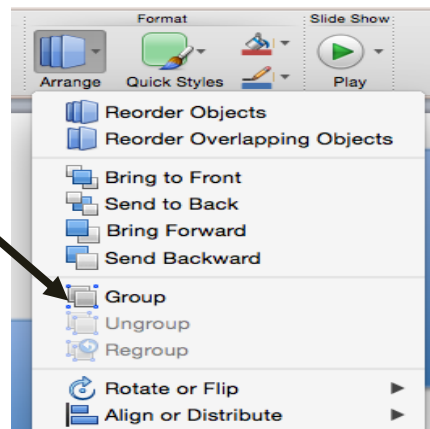 Format Slide Show
Arrange Quick Styles Play
Reorder Objects
Reorder Overlapping Objects
Bring to Front
Send to Back
Bring Forward
Send Backward
Group
Ungroup
Regroup
Rotate or Flip
Align or Distribute